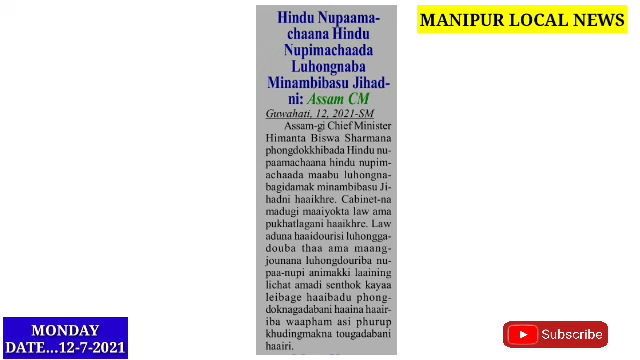 Hindu Nupaama-
chaana Hindu
Nupimachaada
Luhongnaba
Minambibasu Jihad-
ni: Assam CM
Guwahati, 12, 2021-SM
Assam-gi Chief Minister
Himanta Biswa Sharmana
phongdokkhibada Hindu nu-
paamachaana hindu nupim-
achaada maabu luhongna-
bagidamak minambibasu Ji-
hadni haaikhre. Cabinet-na
madugi maaiyokta law ama
pukhatlagani haaikhre. Law
aduna haaidourisi luhongga-
douba thaa ama maang-
jounana luhongdouriba nu-
paa-nupi animakki laaining
lichat amadi senthok kayaa
leibage haaibadu phong-
doknagadabani haaina haair-
iba waapham asi phurup
khudingmakna tougadabani
haairi.
MANIPUR LOCAL NEWS
MONDAY
DATE...12-7-2021
Subscribe